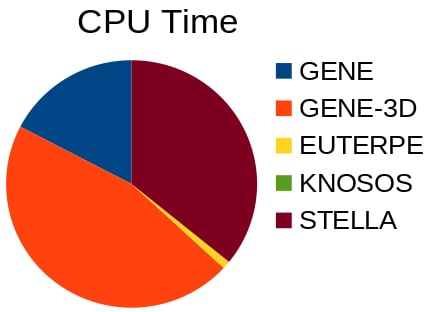 CPU Time
GENE
GENE-3D
EUTERPE
KNOSOS
STELLA